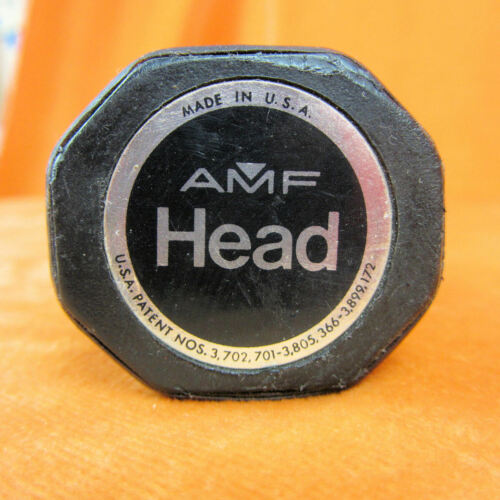 MADE IN U.S.A.
AMF
Head
U.S.A. PATENT NOS. 3,702,701-3,805,366-3,899,172